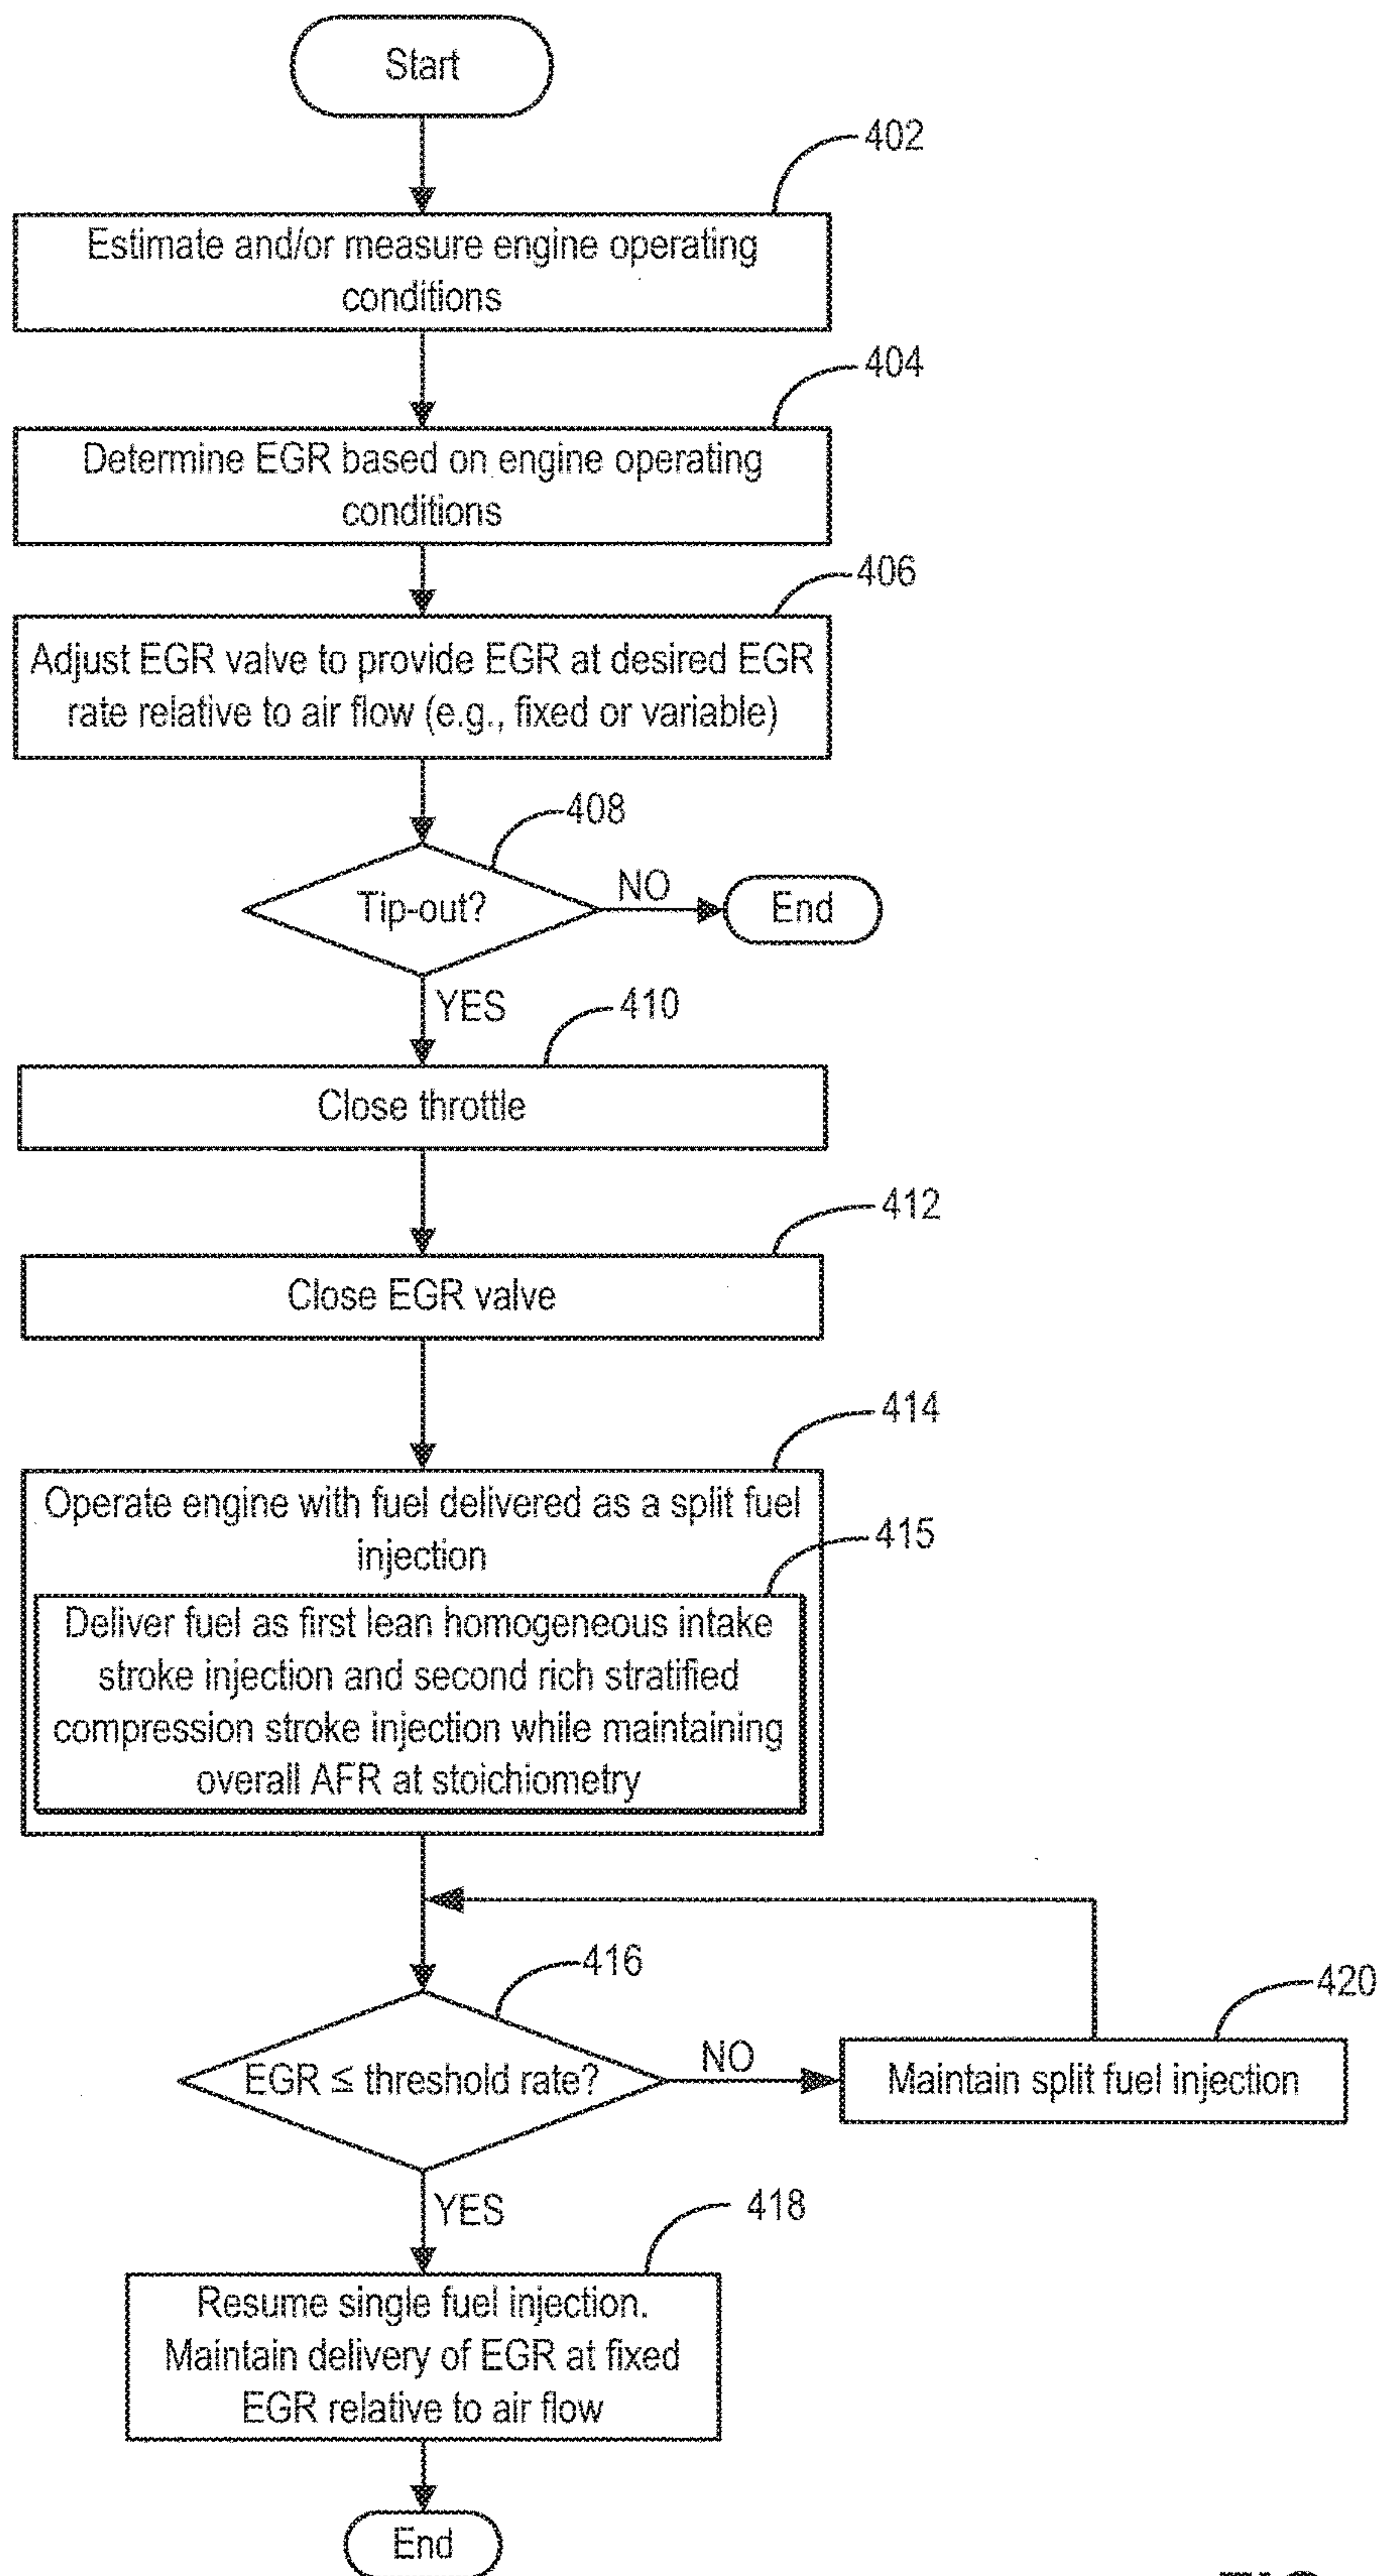 Start
402
Estimate and/or measure engine operating
conditions
404
Determine EGR based on engine operating
conditions
406
Adjust EGR valve to provide EGR at desired EGR
rate relative to air flow (e.g., fixed or variable)
408
Tip-out?
NO
End
YES
410
Close throttle
412
Close EGR valve
414
Operate engine with fuel delivered as a split fuel
injection
415
Deliver fuel as first lean homogeneous intake
stroke injection and second rich stratified
compression stroke injection while maintaining
overall AFR at stoichiometry
416
EGR ≤ threshold rate?
NO
420
Maintain split fuel injection
YES
418
Resume single fuel injection.
Maintain delivery of EGR at fixed
EGR relative to air flow
End